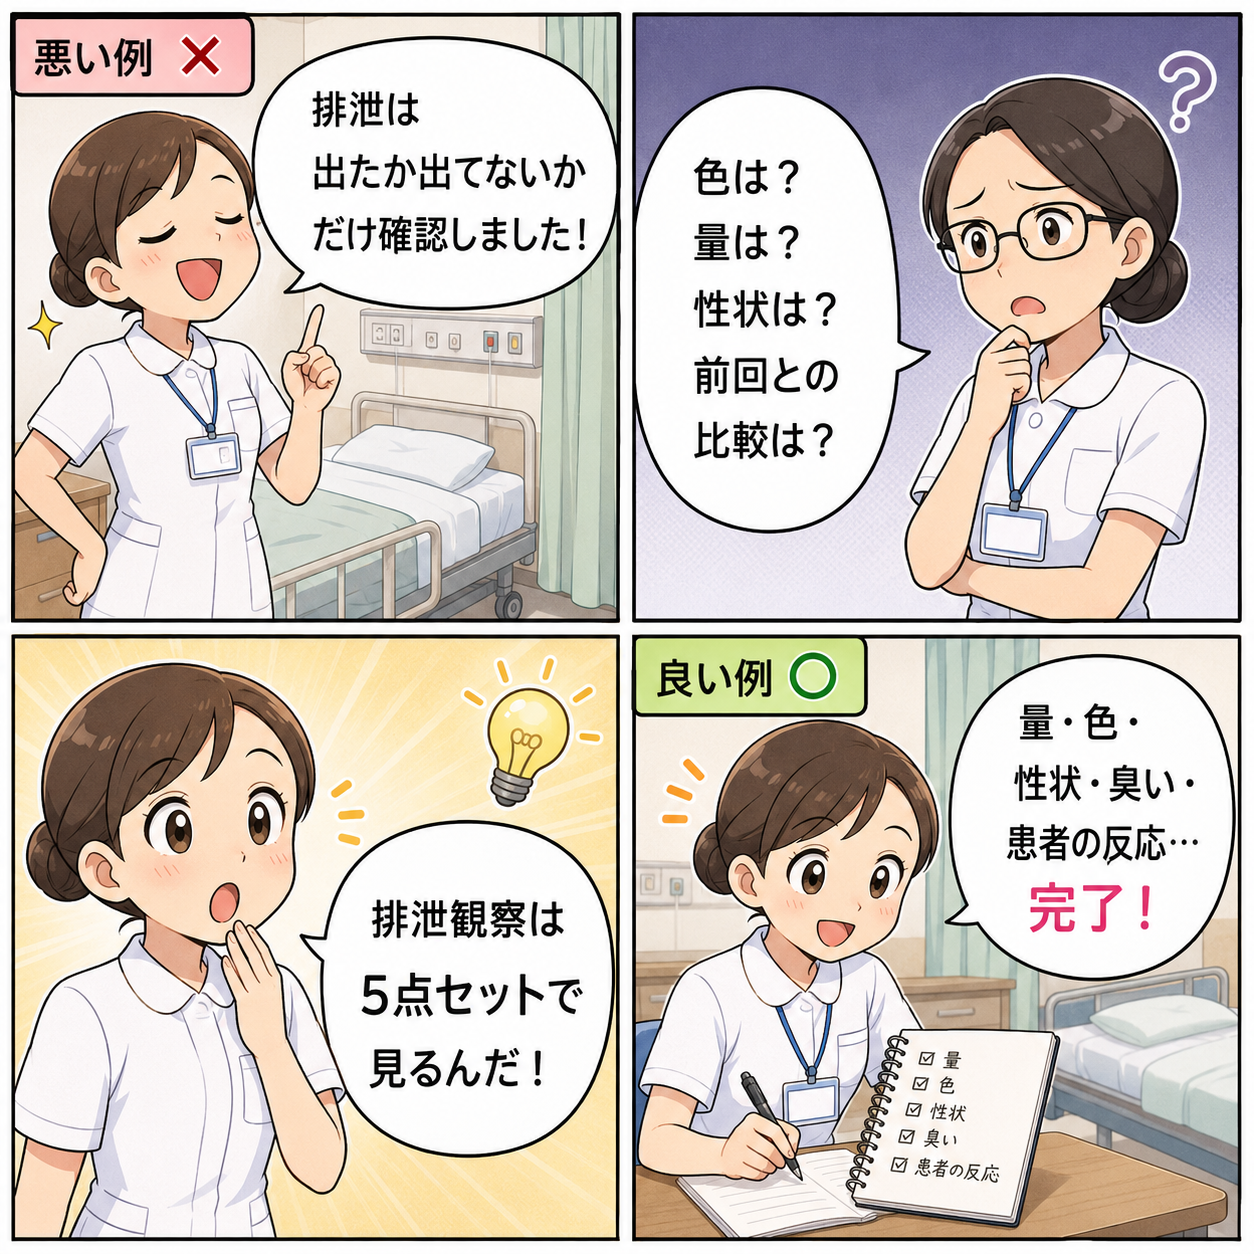 悪い例 ×
排泄は
出たか出てないか
だけ確認しました!
色は?
量は?
性状は?
前回との
比較は?
?
排泄観察は
5点セットで
見るんだ!
良い例 ○
量・色・
性状・臭い・
患者の反応…
完了!
☑ 量
☑ 色
☑ 性状
☑ 臭い
☑ 患者の反応